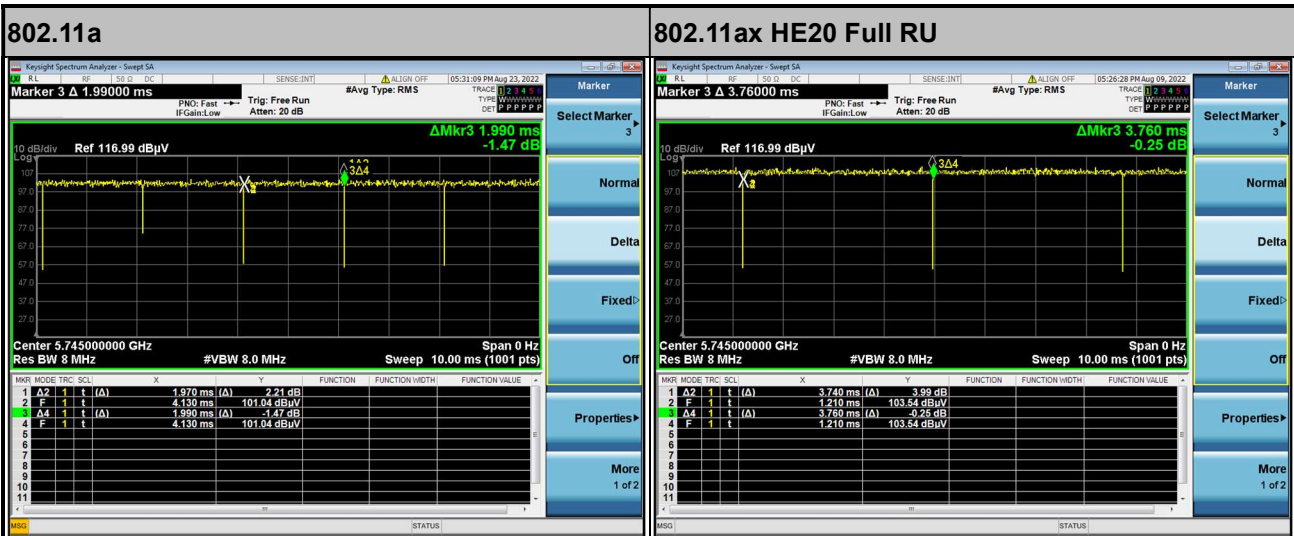 802.11a
Keysight Spectrum Analyzer - Swept SA
RL RF 50 Ω DC SENSE:INT ALIGN OFF 05:31:09 PM Aug 23, 2022
Marker 3 Δ 1.99000 ms
#Avg Type: RMS
TRACE 1 2 3 4 5 6
PNO: Fast Trig: Free Run
TYPE WWWWWW
IFGain:Low Atten: 20 dB
DET P P P P P P
ΔMkr3 1.990 ms
-1.47 dB
10 dB/div Ref 116.99 dBµV
Log
107
97.0
87.0
77.0
67.0
57.0
47.0
37.0
27.0
3Δ4
Center 5.745000000 GHz Span 0 Hz
Res BW 8 MHz #VBW 8.0 MHz Sweep 10.00 ms (1001 pts)
MKR MODE TRC SCL X Y FUNCTION FUNCTION WIDTH FUNCTION VALUE
1 Δ2 1 t (Δ) 1.970 ms (Δ) 2.21 dB
2 F 1 t 4.130 ms 101.04 dBµV
3 Δ4 1 t (Δ) 1.990 ms (Δ) -1.47 dB
4 F 1 t 4.130 ms 101.04 dBµV
5
6
7
8
9
10
11
MSG STATUS
Marker
Select Marker
3
Normal
Delta
Fixed
Off
Properties
More
1 of 2
802.11ax HE20 Full RU
Keysight Spectrum Analyzer - Swept SA
RL RF 50 Ω DC SENSE:INT ALIGN OFF 05:26:28 PM Aug 09, 2022
Marker 3 Δ 3.76000 ms
#Avg Type: RMS
TRACE 1 2 3 4 5 6
PNO: Fast Trig: Free Run
TYPE WWWWWW
IFGain:Low Atten: 20 dB
DET P P P P P P
ΔMkr3 3.760 ms
-0.25 dB
10 dB/div Ref 116.99 dBµV
Log
107
97.0
87.0
77.0
67.0
57.0
47.0
37.0
27.0
3Δ4
Center 5.745000000 GHz Span 0 Hz
Res BW 8 MHz #VBW 8.0 MHz Sweep 10.00 ms (1001 pts)
MKR MODE TRC SCL X Y FUNCTION FUNCTION WIDTH FUNCTION VALUE
1 Δ2 1 t (Δ) 3.740 ms (Δ) 3.99 dB
2 F 1 t 1.210 ms 103.54 dBµV
3 Δ4 1 t (Δ) 3.760 ms (Δ) -0.25 dB
4 F 1 t 1.210 ms 103.54 dBµV
5
6
7
8
9
10
11
MSG STATUS
Marker
Select Marker
3
Normal
Delta
Fixed
Off
Properties
More
1 of 2